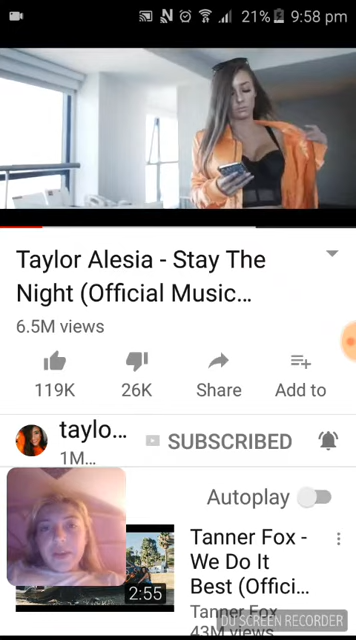 21% 9:58 pm
Taylor Alesia - Stay The
Night (Official Music...
6.5M views
119K 26K Share Add to
taylo... SUBSCRIBED
1M...
Autoplay
Tanner Fox -
We Do It
Best (Offici...
2:55
Tanner Fox
43M views
DU SCREEN RECORDER